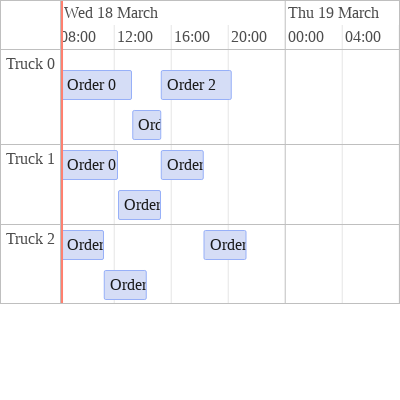 Wed 18 March Thu 19 March
08:00 12:00 16:00 20:00 00:00 04:00
Truck 0
Order 0 Order 2
Ord
Truck 1
Order 0 Order
Order
Truck 2
Order Order
Order